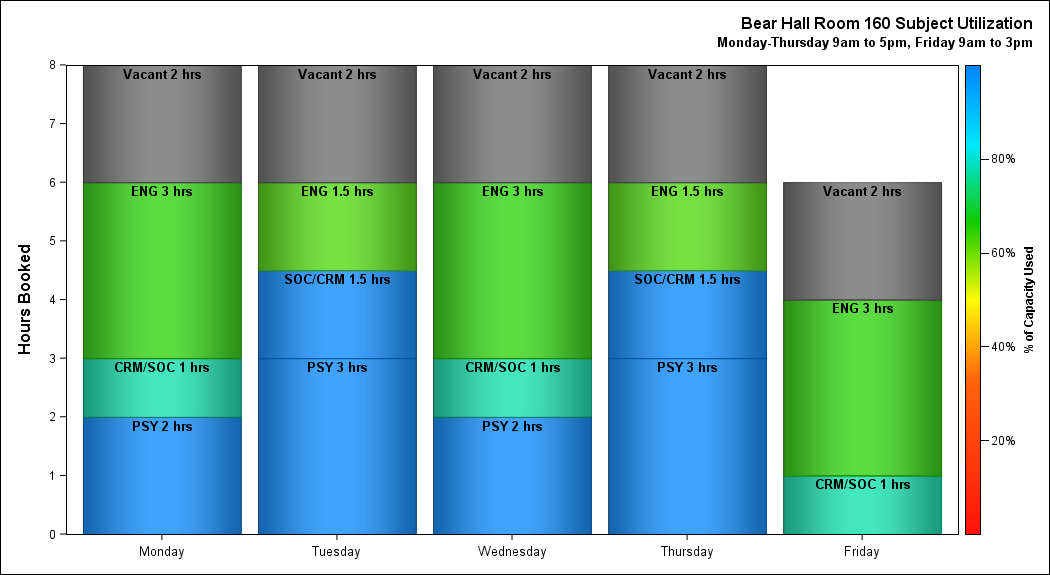 Bear Hall Room 160 Subject Utilization
Monday-Thursday 9am to 5pm, Friday 9am to 3pm
Hours Booked
8
7
6
5
4
3
2
1
0
Vacant 2 hrs
ENG 3 hrs
CRM/SOC 1 hrs
PSY 2 hrs
Monday
Vacant 2 hrs
ENG 1.5 hrs
SOC/CRM 1.5 hrs
PSY 3 hrs
Tuesday
Vacant 2 hrs
ENG 3 hrs
CRM/SOC 1 hrs
PSY 2 hrs
Wednesday
Vacant 2 hrs
ENG 1.5 hrs
SOC/CRM 1.5 hrs
PSY 3 hrs
Thursday
Vacant 2 hrs
ENG 3 hrs
CRM/SOC 1 hrs
Friday
80%
60%
40%
20%
% of Capacity Used